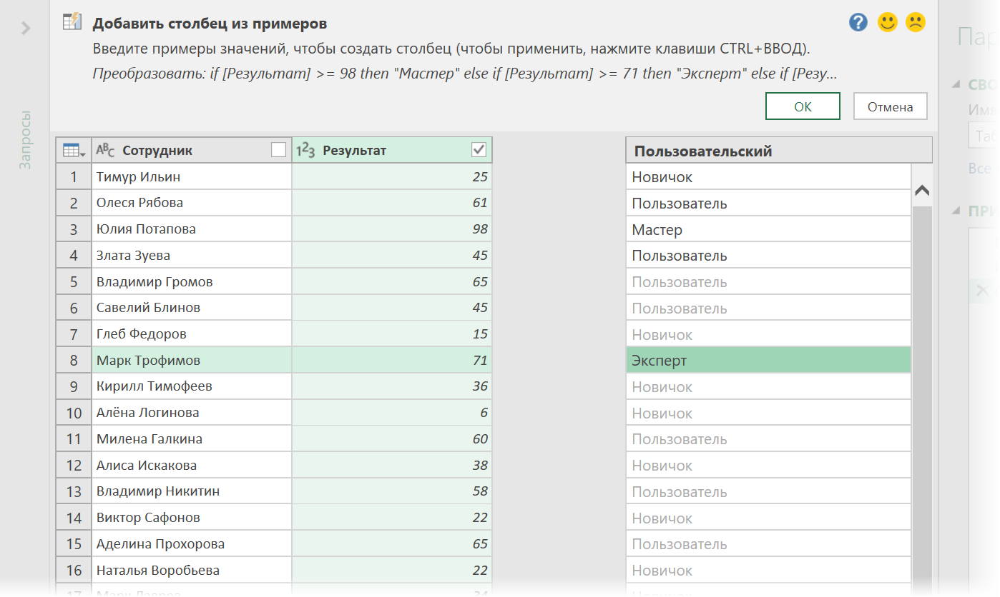 Добавить столбец из примеров
Введите примеры значений, чтобы создать столбец (чтобы применить, нажмите клавиши CTRL+ВВОД).
Преобразовать: if [Результат] >= 98 then "Мастер" else if [Результат] >= 71 then "Эксперт" else if [Резу...
OK
Отмена
Запросы
Пар
СВО
Имя
Таб
Все
ПРИ
ABC Сотрудник 123 Результат Пользовательский
1 Тимур Ильин 25 Новичок
2 Олеся Рябова 61 Пользователь
3 Юлия Потапова 98 Мастер
4 Злата Зуева 45 Пользователь
5 Владимир Громов 65 Пользователь
6 Савелий Блинов 45 Пользователь
7 Глеб Федоров 15 Новичок
8 Марк Трофимов 71 Эксперт
9 Кирилл Тимофеев 36 Новичок
10 Алёна Логинова 6 Новичок
11 Милена Галкина 60 Пользователь
12 Алиса Искакова 38 Новичок
13 Владимир Никитин 58 Пользователь
14 Виктор Сафонов 22 Новичок
15 Аделина Прохорова 65 Пользователь
16 Наталья Воробьева 22 Новичок
17 Марк